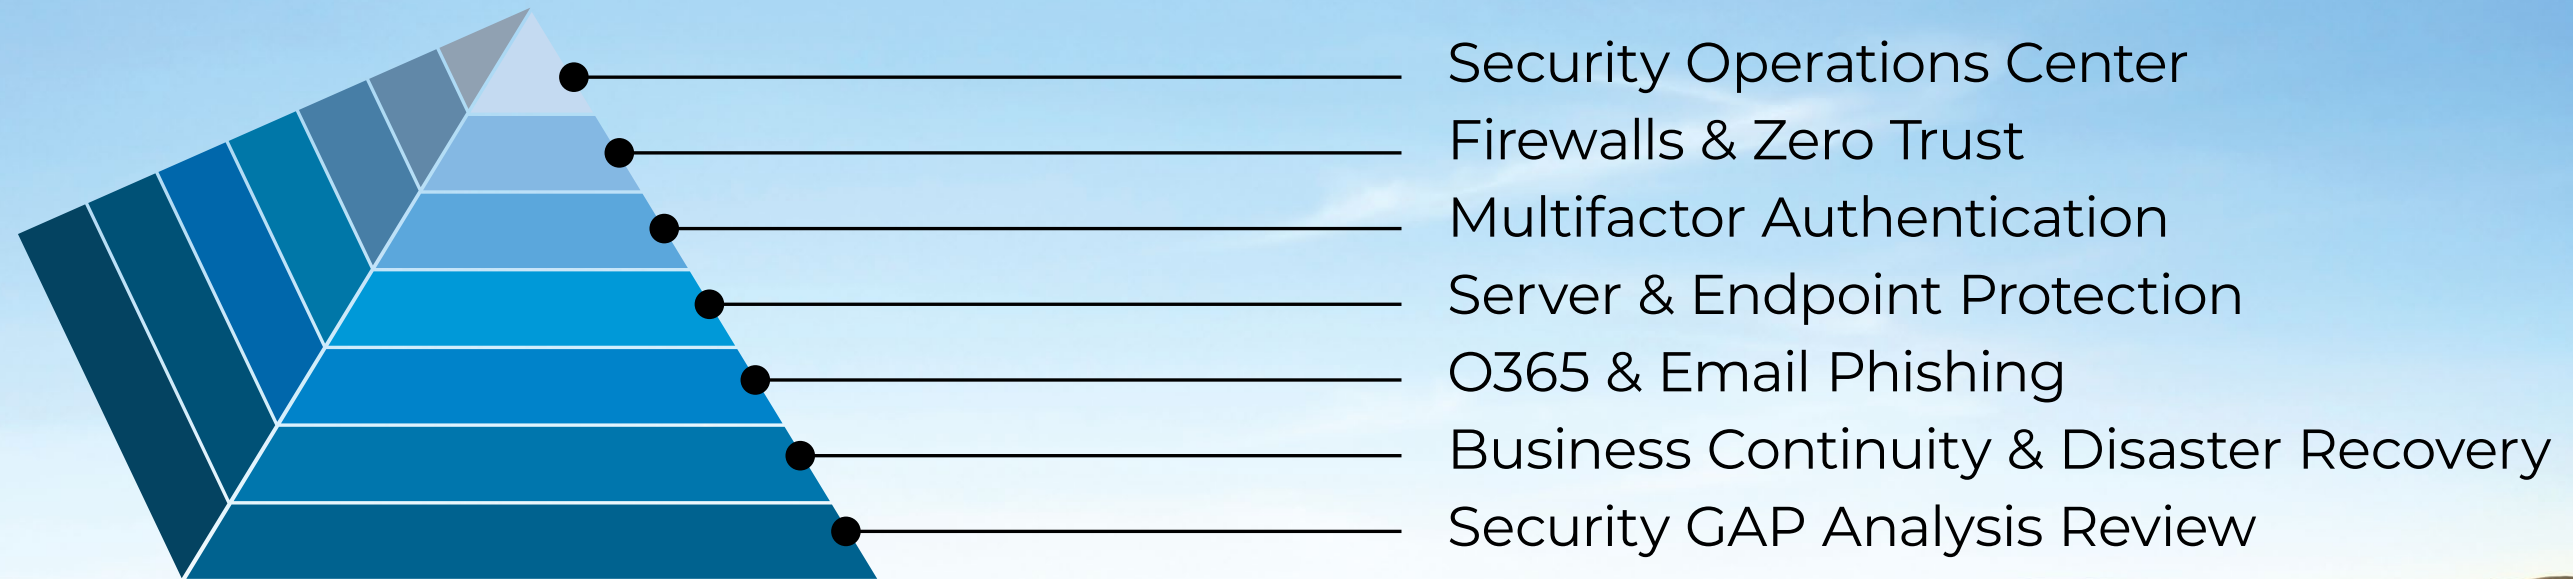 Security Operations Center
Firewalls & Zero Trust
Multifactor Authentication
Server & Endpoint Protection
O365 & Email Phishing
Business Continuity & Disaster Recovery
Security GAP Analysis Review